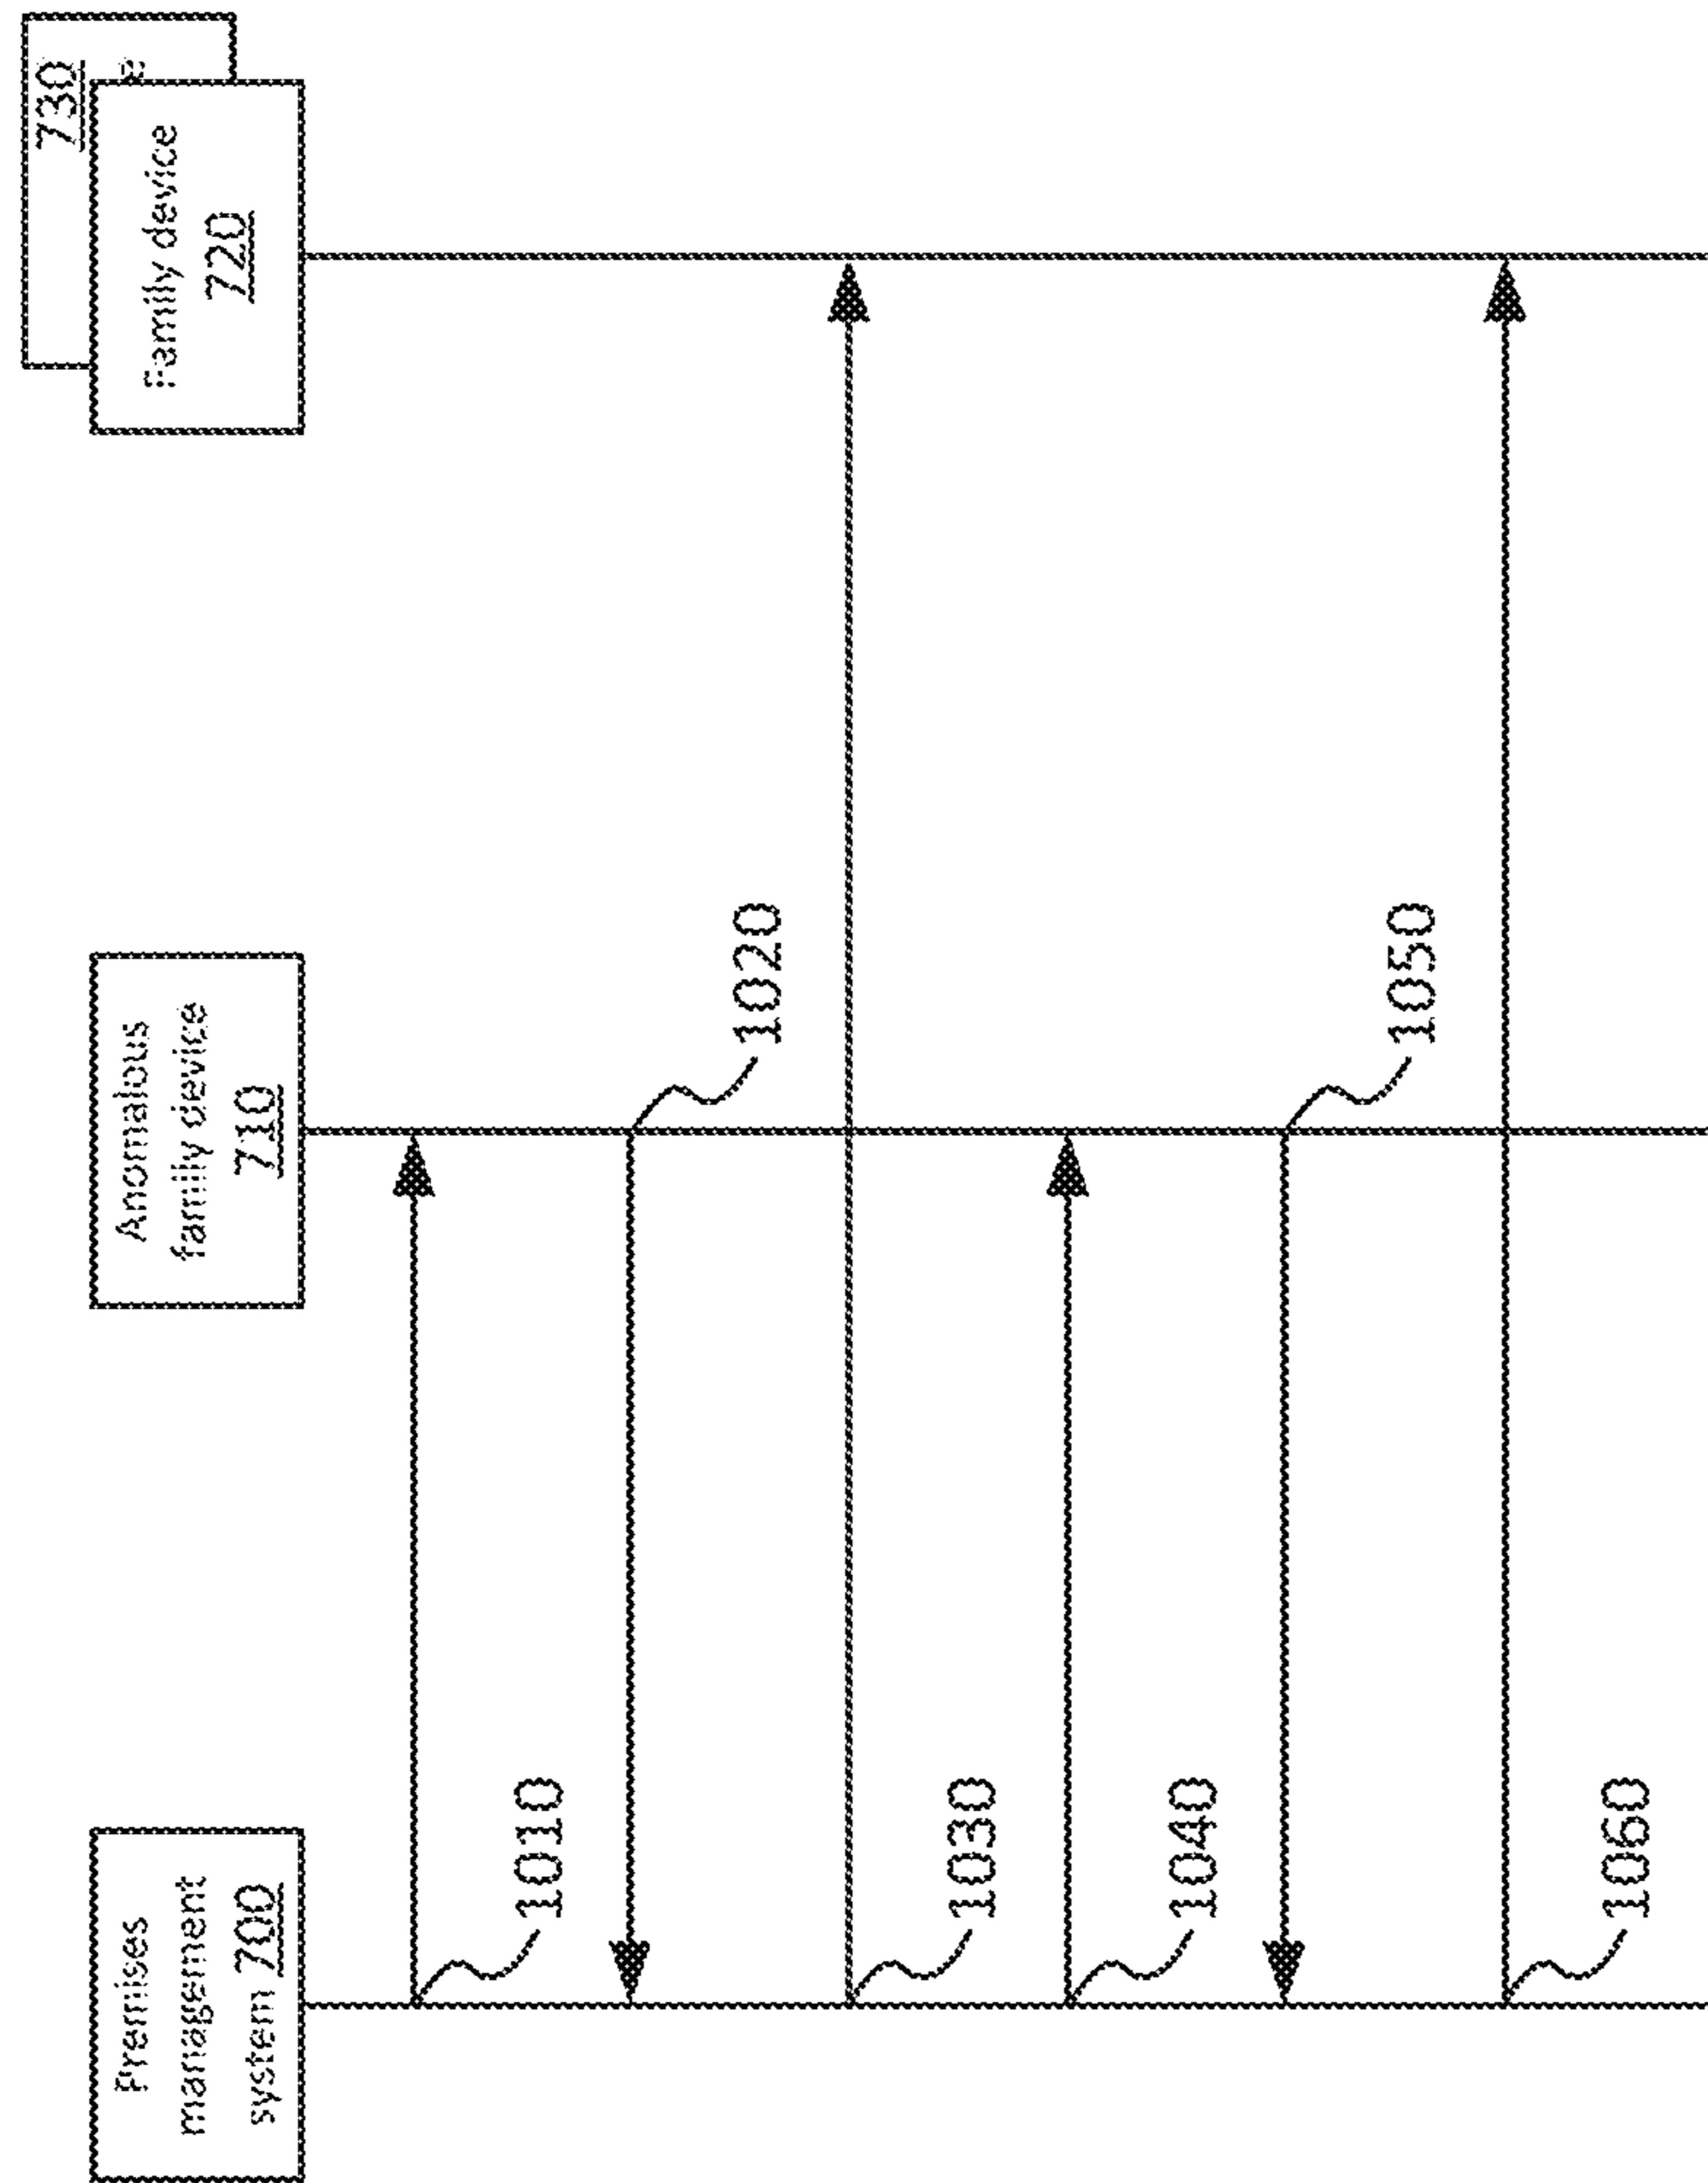 Premises
management
system 700
Anomalous
family device
710
Family device
720
730
e
1010
1020
1030
1040
1050
1060